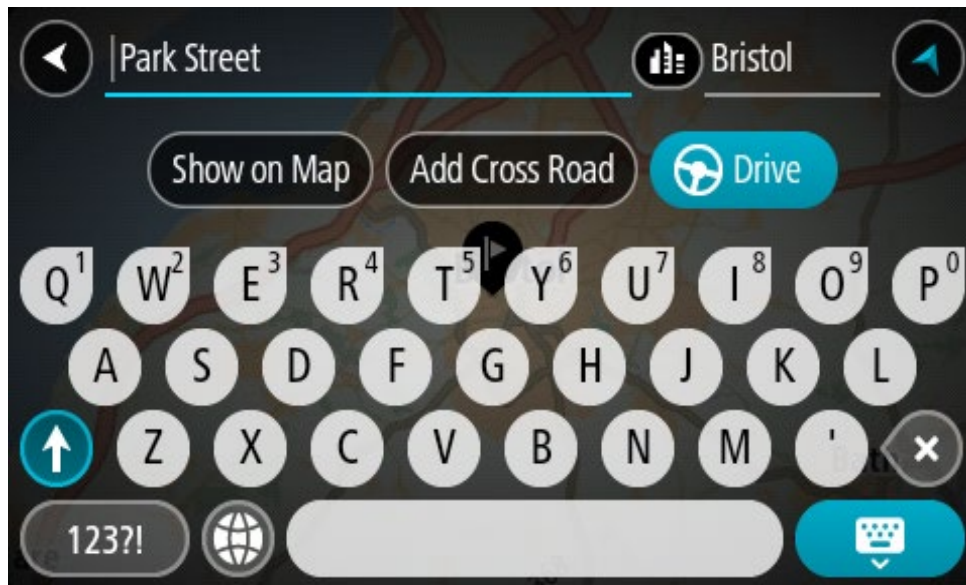 Park Street Bristol
Show on Map Add Cross Road Drive
Q1 W2 E3 R4 T5 Y6 U7 I8 O9 P0
A S D F G H J K L
Z X C V B N M '
123?!